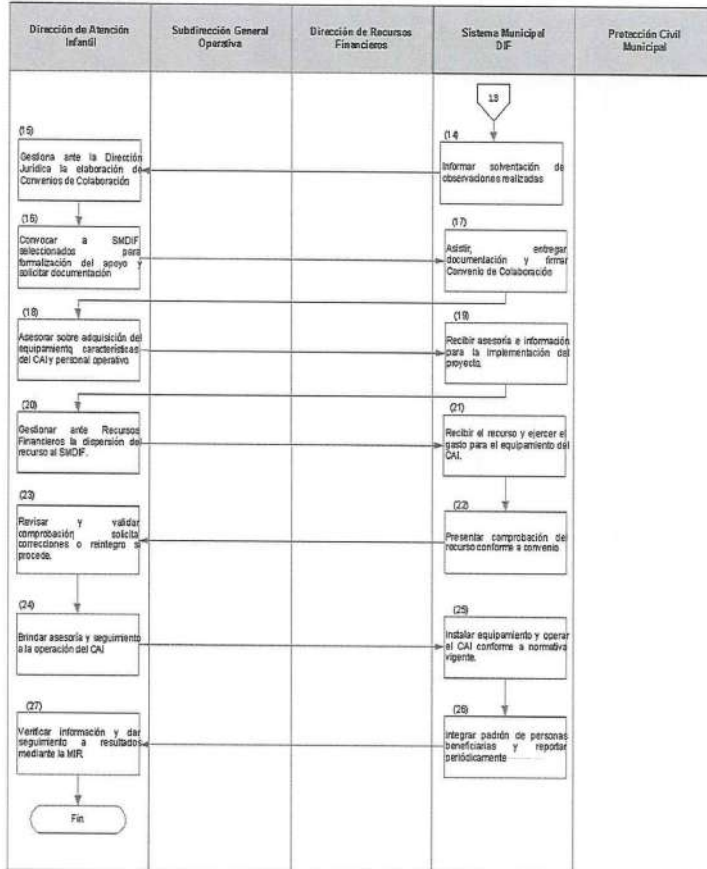 Dirección de Atención
Infantil
Subdirección General
Operativa
Dirección de Recursos
Financieros
Sistema Municipal
DIF
Protección Civil
Municipal
13
(14)
Informar solventación de
observaciones realizadas
(15)
Gestiona ante la Dirección
Jurídica la elaboración de
Convenios de Colaboración
(16)
Convocar a SMDIF
seleccionados para
formalización del apoyo y
solicitar documentación
(17)
Asistir, entregar
documentación y firmar
Convenio de Colaboración
(18)
Asesorar sobre adquisición del
equipamiento, características
del CAI y personal operativo
(19)
Recibir asesoría e información
para la implementación del
proyecto.
(20)
Gestionar ante Recursos
Financieros la dispersión del
recurso al SMDIF.
(21)
Recibir el recurso y ejercer el
gasto para el equipamiento del
CAI.
(22)
Presentar comprobación de
recurso conforme a convenio
(23)
Revisar y validar
comprobación, solicita
correcciones o reintegro si
procede.
(24)
Brindar asesoría y seguimiento
a la operación del CAI
(25)
Instalar equipamiento y operar
el CAI conforme a normativa
vigente.
(26)
Integrar padrón de personas
beneficiarias y reportar
periódicamente
(27)
Verificar información y dar
seguimiento a resultados
mediante la MIR
Fin